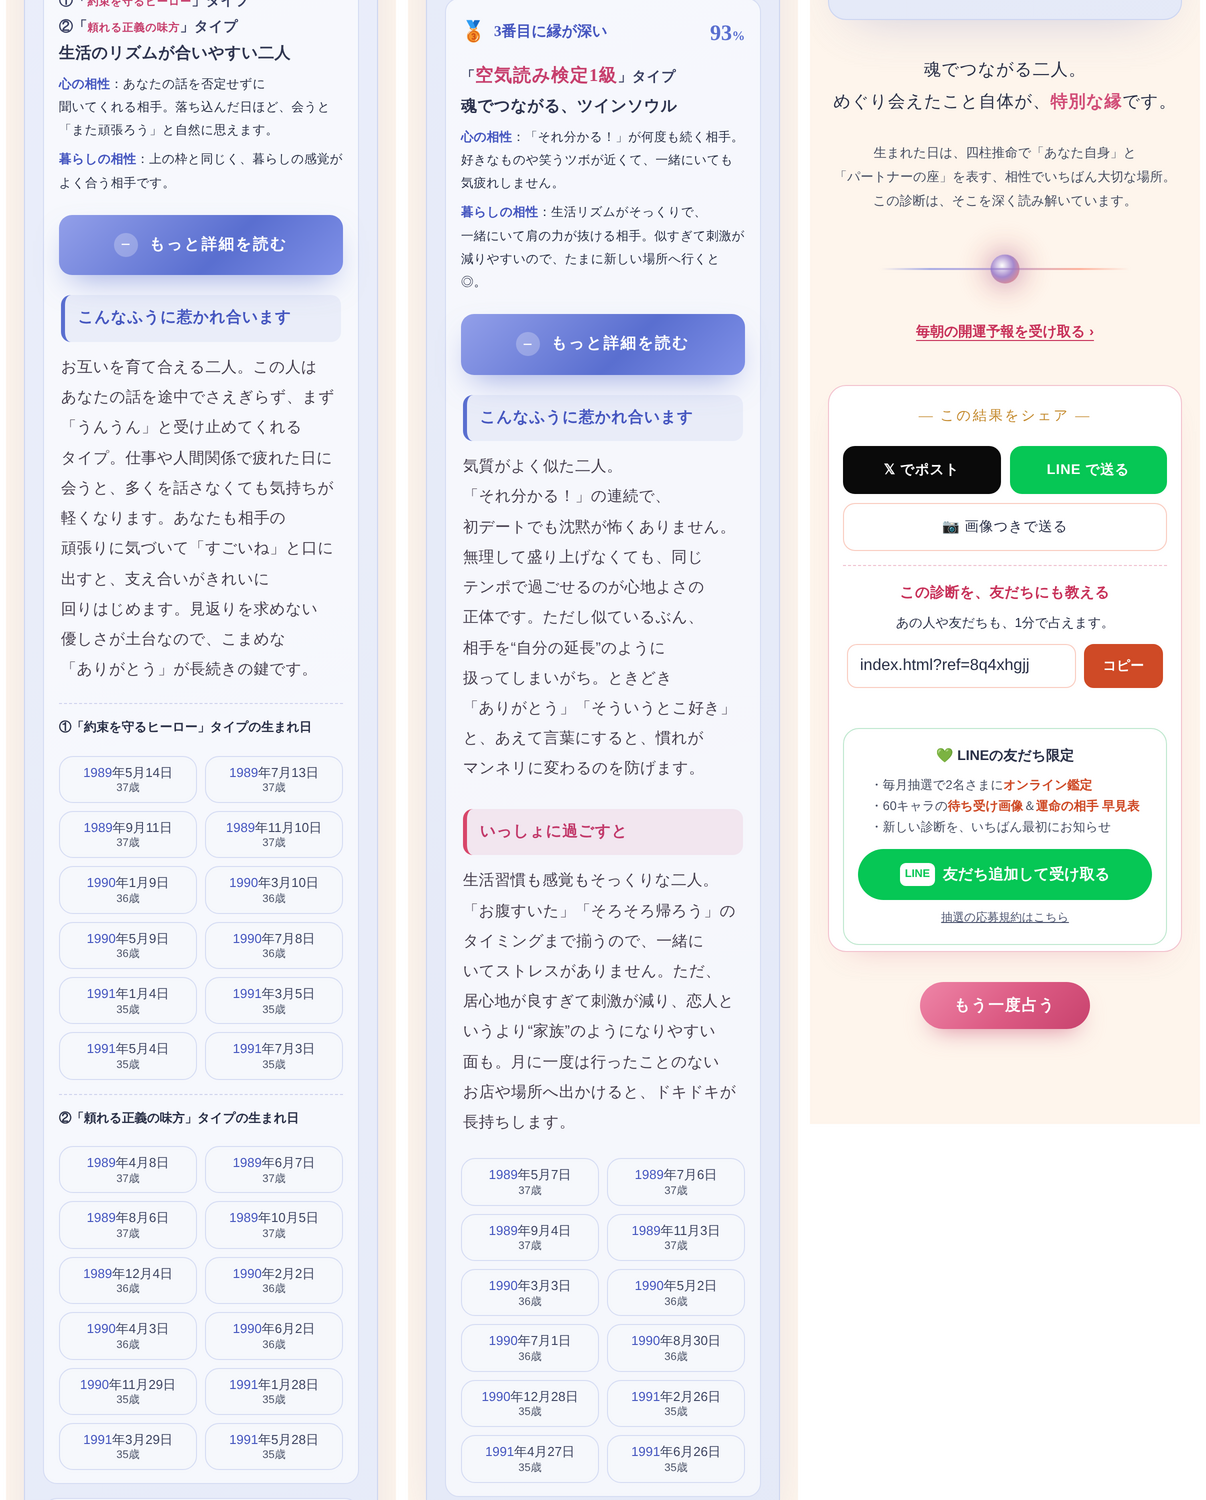 ①「約束を守るヒーロー」タイプ
②「頼れる正義の味方」タイプ
生活のリズムが合いやすい二人
心の相性：あなたの話を否定せずに
聞いてくれる相手。落ち込んだ日ほど、会うと
「また頑張ろう」と自然に思えます。
暮らしの相性：上の枠と同じく、暮らしの感覚が
よく合う相手です。
− もっと詳細を読む
こんなふうに惹かれ合います
お互いを育て合える二人。この人は
あなたの話を途中でさえぎらず、まず
「うんうん」と受け止めてくれる
タイプ。仕事や人間関係で疲れた日に
会うと、多くを話さなくても気持ちが
軽くなります。あなたも相手の
頑張りに気づいて「すごいね」と口に
出すと、支え合いがきれいに
回りはじめます。見返りを求めない
優しさが土台なので、こまめな
「ありがとう」が長続きの鍵です。
①「約束を守るヒーロー」タイプの生まれ日
1989年5月14日 1989年7月13日
37歳 37歳
1989年9月11日 1989年11月10日
37歳 37歳
1990年1月9日 1990年3月10日
36歳 36歳
1990年5月9日 1990年7月8日
36歳 36歳
1991年1月4日 1991年3月5日
35歳 35歳
1991年5月4日 1991年7月3日
35歳 35歳
②「頼れる正義の味方」タイプの生まれ日
1989年4月8日 1989年6月7日
37歳 37歳
1989年8月6日 1989年10月5日
37歳 37歳
1989年12月4日 1990年2月2日
36歳 36歳
1990年4月3日 1990年6月2日
36歳 36歳
1990年11月29日 1991年1月28日
35歳 35歳
1991年3月29日 1991年5月28日
35歳 35歳
3 3番目に縁が深い 93%
「空気読み検定1級」タイプ
魂でつながる、ツインソウル
心の相性：「それ分かる！」が何度も続く相手。
好きなものや笑うツボが近くて、一緒にいても
気疲れしません。
暮らしの相性：生活リズムがそっくりで、
一緒にいて肩の力が抜ける相手。似すぎて刺激が
減りやすいので、たまに新しい場所へ行くと
◎。
− もっと詳細を読む
こんなふうに惹かれ合います
気質がよく似た二人。
「それ分かる！」の連続で、
初デートでも沈黙が怖くありません。
無理して盛り上げなくても、同じ
テンポで過ごせるのが心地よさの
正体です。ただし似ているぶん、
相手を“自分の延長”のように
扱ってしまいがち。ときどき
「ありがとう」「そういうとこ好き」
と、あえて言葉にすると、慣れが
マンネリに変わるのを防げます。
いっしょに過ごすと
生活習慣も感覚もそっくりな二人。
「お腹すいた」「そろそろ帰ろう」の
タイミングまで揃うので、一緒に
いてストレスがありません。ただ、
居心地が良すぎて刺激が減り、恋人と
いうより“家族”のようになりやすい
面も。月に一度は行ったことのない
お店や場所へ出かけると、ドキドキが
長持ちします。
1989年5月7日 1989年7月6日
37歳 37歳
1989年9月4日 1989年11月3日
37歳 37歳
1990年3月3日 1990年5月2日
36歳 36歳
1990年7月1日 1990年8月30日
36歳 36歳
1990年12月28日 1991年2月26日
35歳 35歳
1991年4月27日 1991年6月26日
35歳 35歳
魂でつながる二人。
めぐり会えたこと自体が、特別な縁です。
生まれた日は、四柱推命で「あなた自身」と
「パートナーの座」を表す、相性でいちばん大切な場所。
この診断は、そこを深く読み解いています。
毎朝の開運予報を受け取る ›
— この結果をシェア —
𝕏 でポスト LINE で送る
📷 画像つきで送る
この診断を、友だちにも教える
あの人や友だちも、1分で占えます。
index.html?ref=8q4xhgjj コピー
💚 LINEの友だち限定
・毎月抽選で2名さまにオンライン鑑定
・60キャラの待ち受け画像＆運命の相手 早見表
・新しい診断を、いちばん最初にお知らせ
LINE 友だち追加して受け取る
抽選の応募規約はこちら
もう一度占う